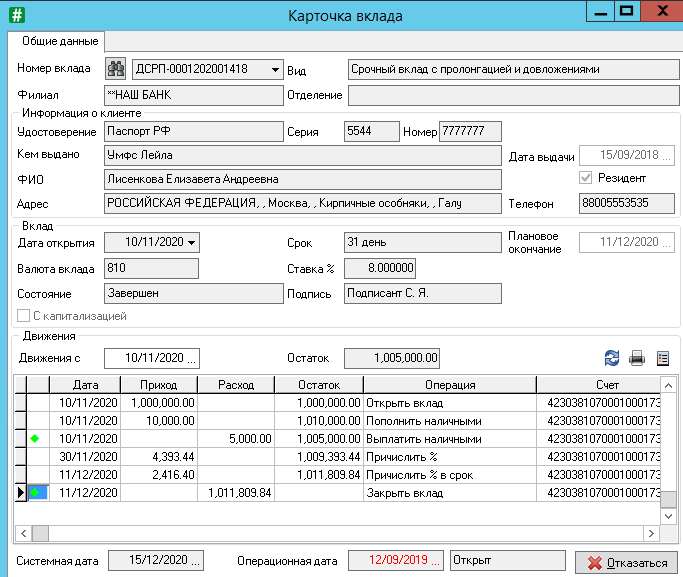 Карточка вклада
Общие данные
Номер вклада ДСРП-0001202001418 Вид Срочный вклад с пролонгацией и довложениями
Филиал **НАШ БАНК Отделение
Информация о клиенте
Удостоверение Паспорт РФ Серия 5544 Номер 7777777
Кем выдано Умфс Лейла Дата выдачи 15/09/2018 ...
ФИО Лисенкова Елизавета Андреевна Резидент
Адрес РОССИЙСКАЯ ФЕДЕРАЦИЯ, , Москва, , Кирпичные особняки, , Галу Телефон 88005553535
Вклад
Дата открытия 10/11/2020 Срок 31 день Плановое окончание 11/12/2020 ...
Валюта вклада 810 Ставка % 8.000000
Состояние Завершен Подпись Подписант С. Я.
С капитализацией
Движения
Движения с 10/11/2020 ... Остаток 1,005,000.00
Дата Приход Расход Остаток Операция Счет
10/11/2020 1,000,000.00 1,000,000.00 Открыть вклад 4230381070001000173
10/11/2020 10,000.00 1,010,000.00 Пополнить наличными 4230381070001000173
10/11/2020 5,000.00 1,005,000.00 Выплатить наличными 4230381070001000173
30/11/2020 4,393.44 1,009,393.44 Причислить % 4230381070001000173
11/12/2020 2,416.40 1,011,809.84 Причислить % в срок 4230381070001000173
11/12/2020 1,011,809.84 Закрыть вклад 4230381070001000173
Системная дата 15/12/2020 ... Операционная дата 12/09/2019 ... Открыт Отказаться